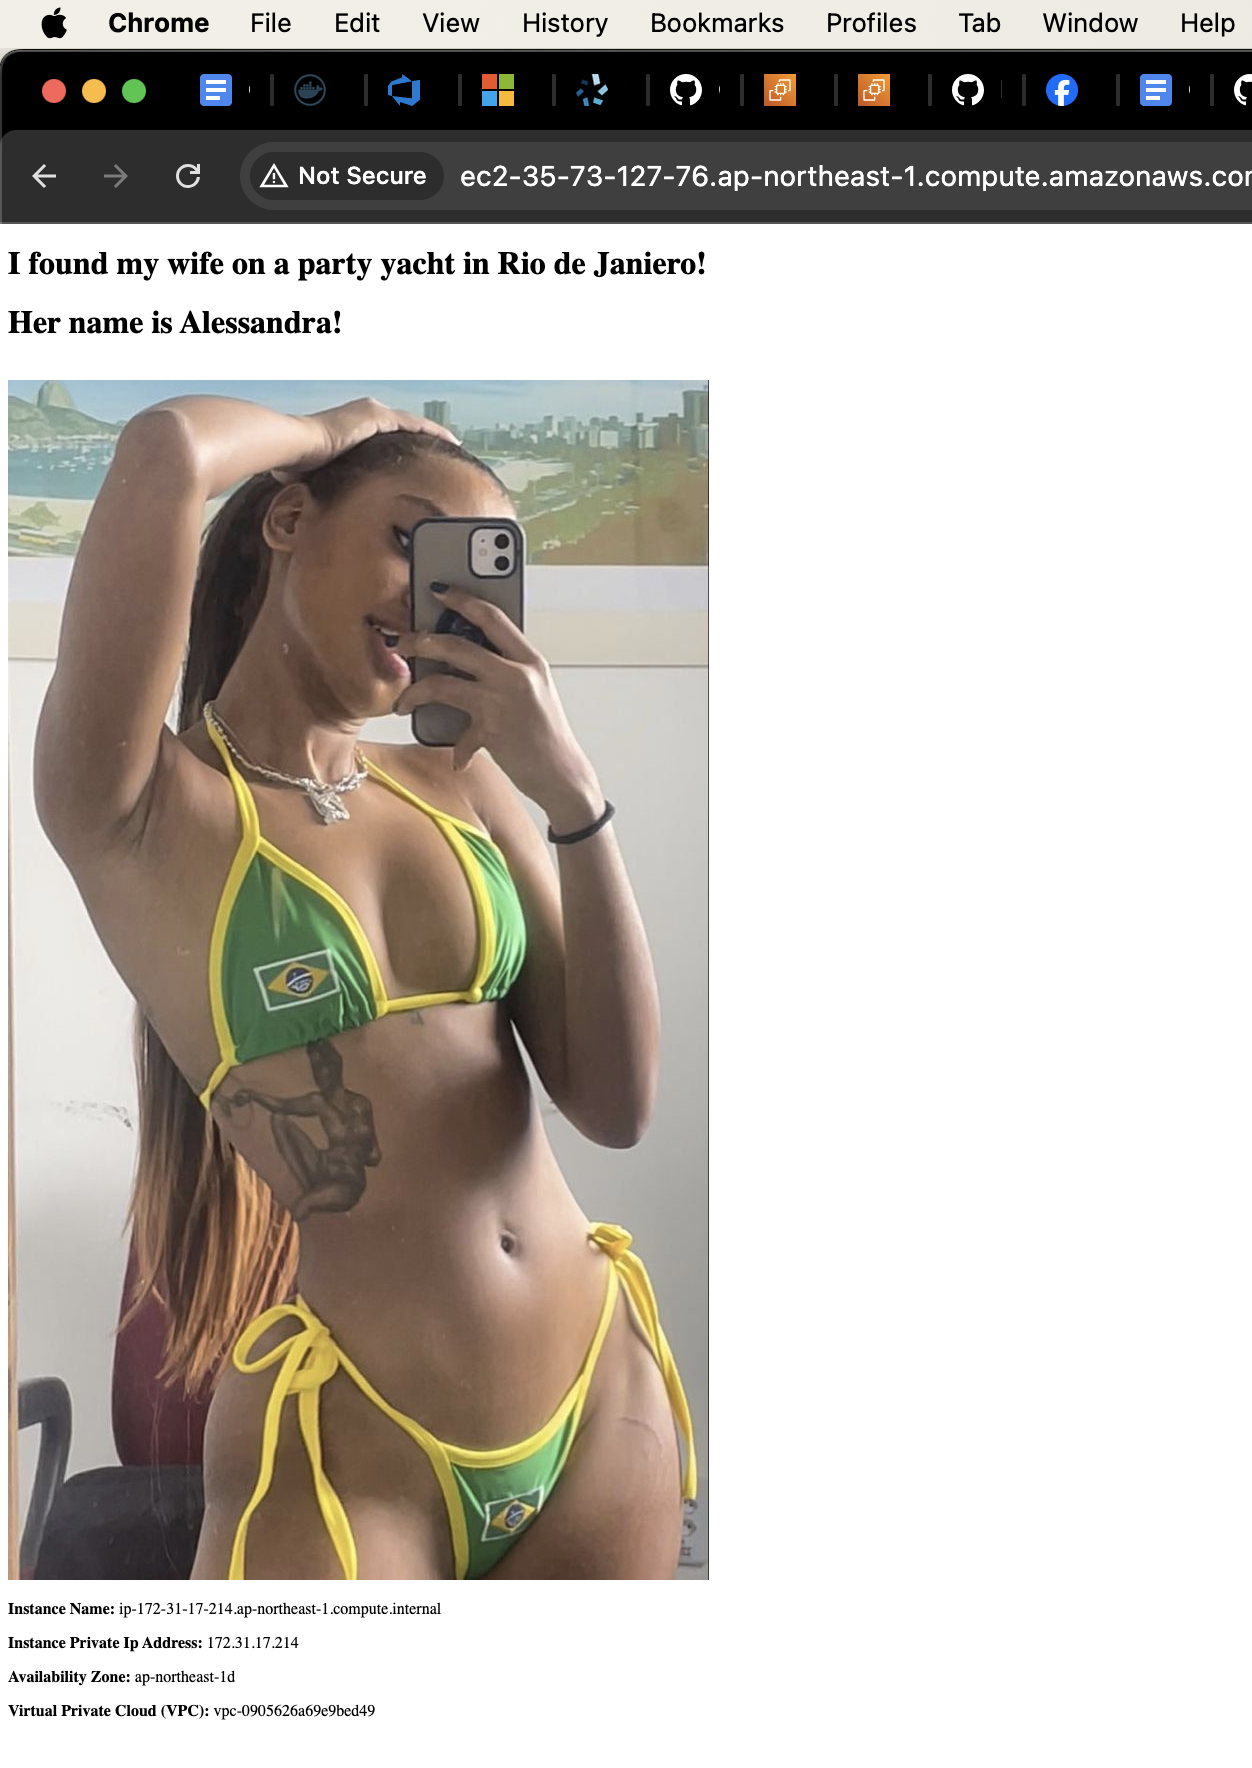 Chrome File Edit View History Bookmarks Profiles Tab Window Help
Not Secure ec2-35-73-127-76.ap-northeast-1.compute.amazonaws.co
I found my wife on a party yacht in Rio de Janiero!
Her name is Alessandra!
Instance Name: ip-172-31-17-214.ap-northeast-1.compute.internal
Instance Private Ip Address: 172.31.17.214
Availability Zone: ap-northeast-1d
Virtual Private Cloud (VPC): vpc-0905626a69e9bed49